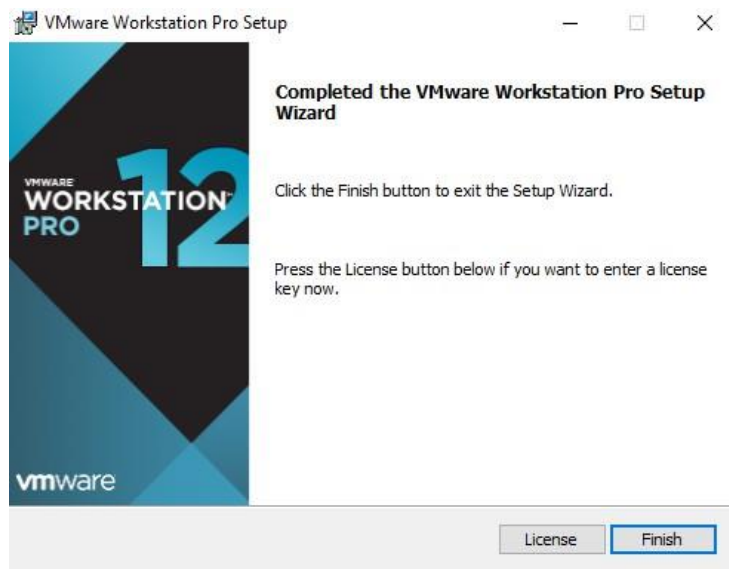 VMware Workstation Pro Setup
Completed the VMware Workstation Pro Setup
Wizard
VMWARE
WORKSTATION™
PRO
12
Click the Finish button to exit the Setup Wizard.
Press the License button below if you want to enter a license
key now.
vmware
License
Finish